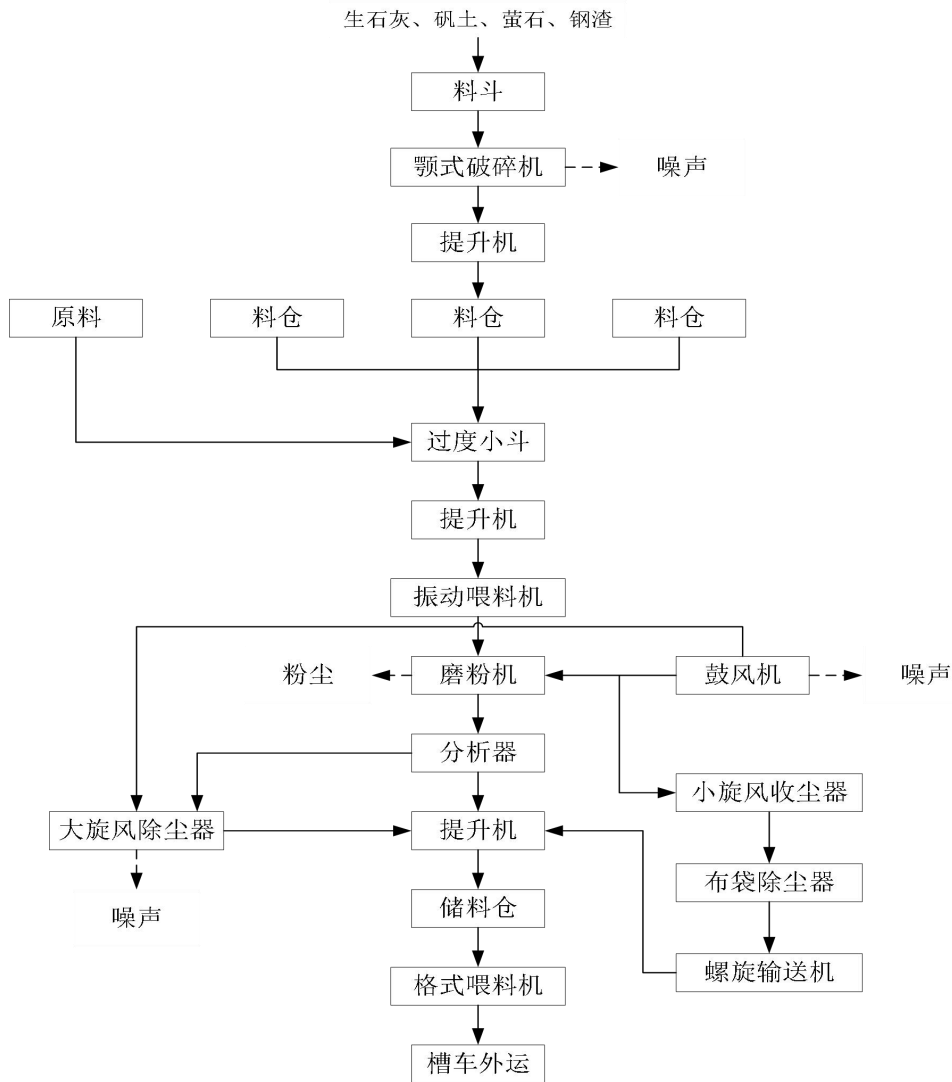 生石灰、矾土、萤石、钢渣
料斗
颚式破碎机
噪声
提升机
原料
料仓
料仓
料仓
过度小斗
提升机
振动喂料机
粉尘
磨粉机
鼓风机
噪声
分析器
小旋风收尘器
大旋风除尘器
提升机
布袋除尘器
噪声
储料仓
螺旋输送机
格式喂料机
槽车外运